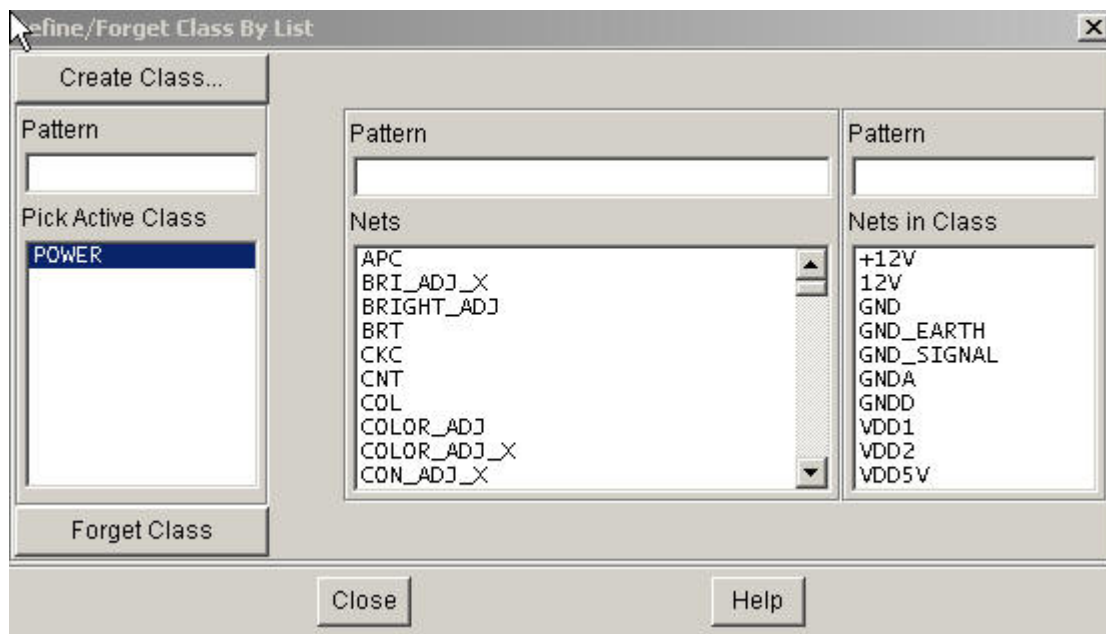 efine/Forget Class By List
Create Class...
Pattern
Pick Active Class
POWER
Forget Class
Pattern
Nets
APC
BRI_ADJ_X
BRIGHT_ADJ
BRT
CKC
CNT
COL
COLOR_ADJ
COLOR_ADJ_X
CON_ADJ_X
Pattern
Nets in Class
+12V
12V
GND
GND_EARTH
GND_SIGNAL
GNDA
GNDD
VDD1
VDD2
VDD5V
Close
Help